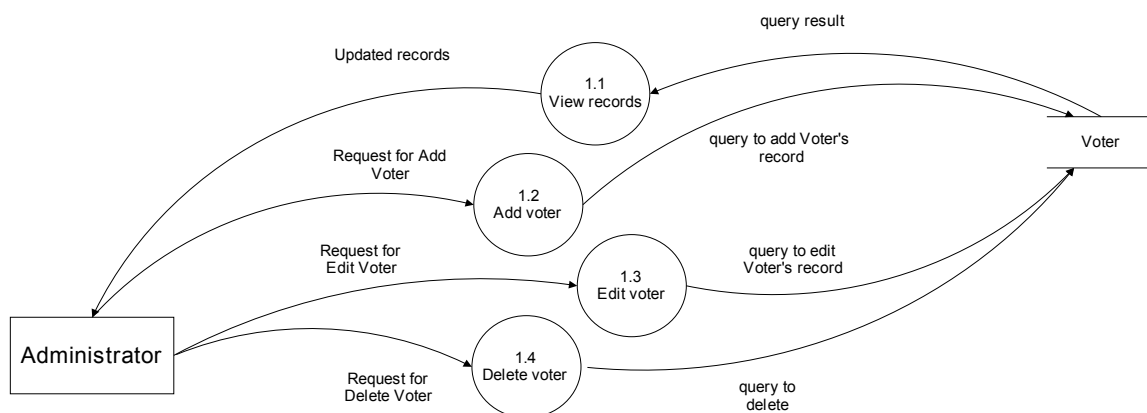 query result
Updated records
1.1
View records
Request for Add
Voter
query to add Voter's
record
Voter
1.2
Add voter
Request for
Edit Voter
1.3
Edit voter
query to edit
Voter's record
Administrator
1.4
Delete voter
Request for
Delete Voter
query to
delete